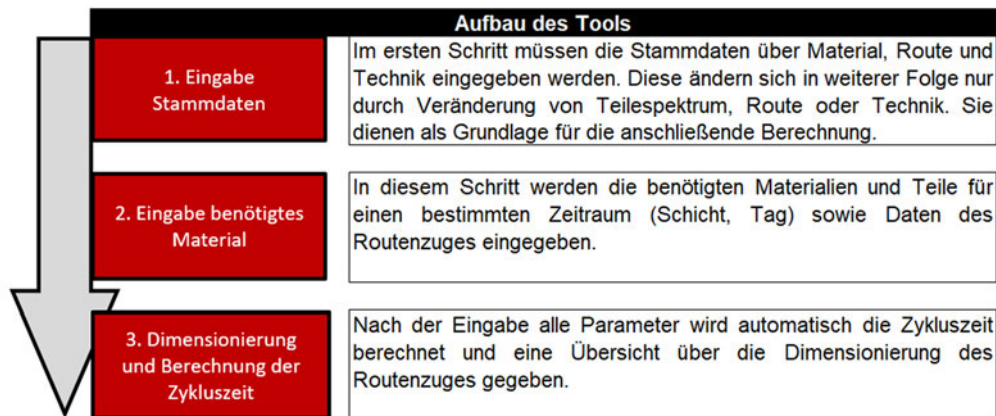 Aufbau des Tools
1. Eingabe
Stammdaten
Im ersten Schritt müssen die Stammdaten über Material, Route und
Technik eingegeben werden. Diese ändern sich in weiterer Folge nur
durch Veränderung von Teilespektrum, Route oder Technik. Sie
dienen als Grundlage für die anschließende Berechnung.
2. Eingabe benötigtes
Material
In diesem Schritt werden die benötigten Materialien und Teile für
einen bestimmten Zeitraum (Schicht, Tag) sowie Daten des
Routenzuges eingegeben.
3. Dimensionierung
und Berechnung der
Zykluszeit
Nach der Eingabe alle Parameter wird automatisch die Zykluszeit
berechnet und eine Übersicht über die Dimensionierung des
Routenzuges gegeben.